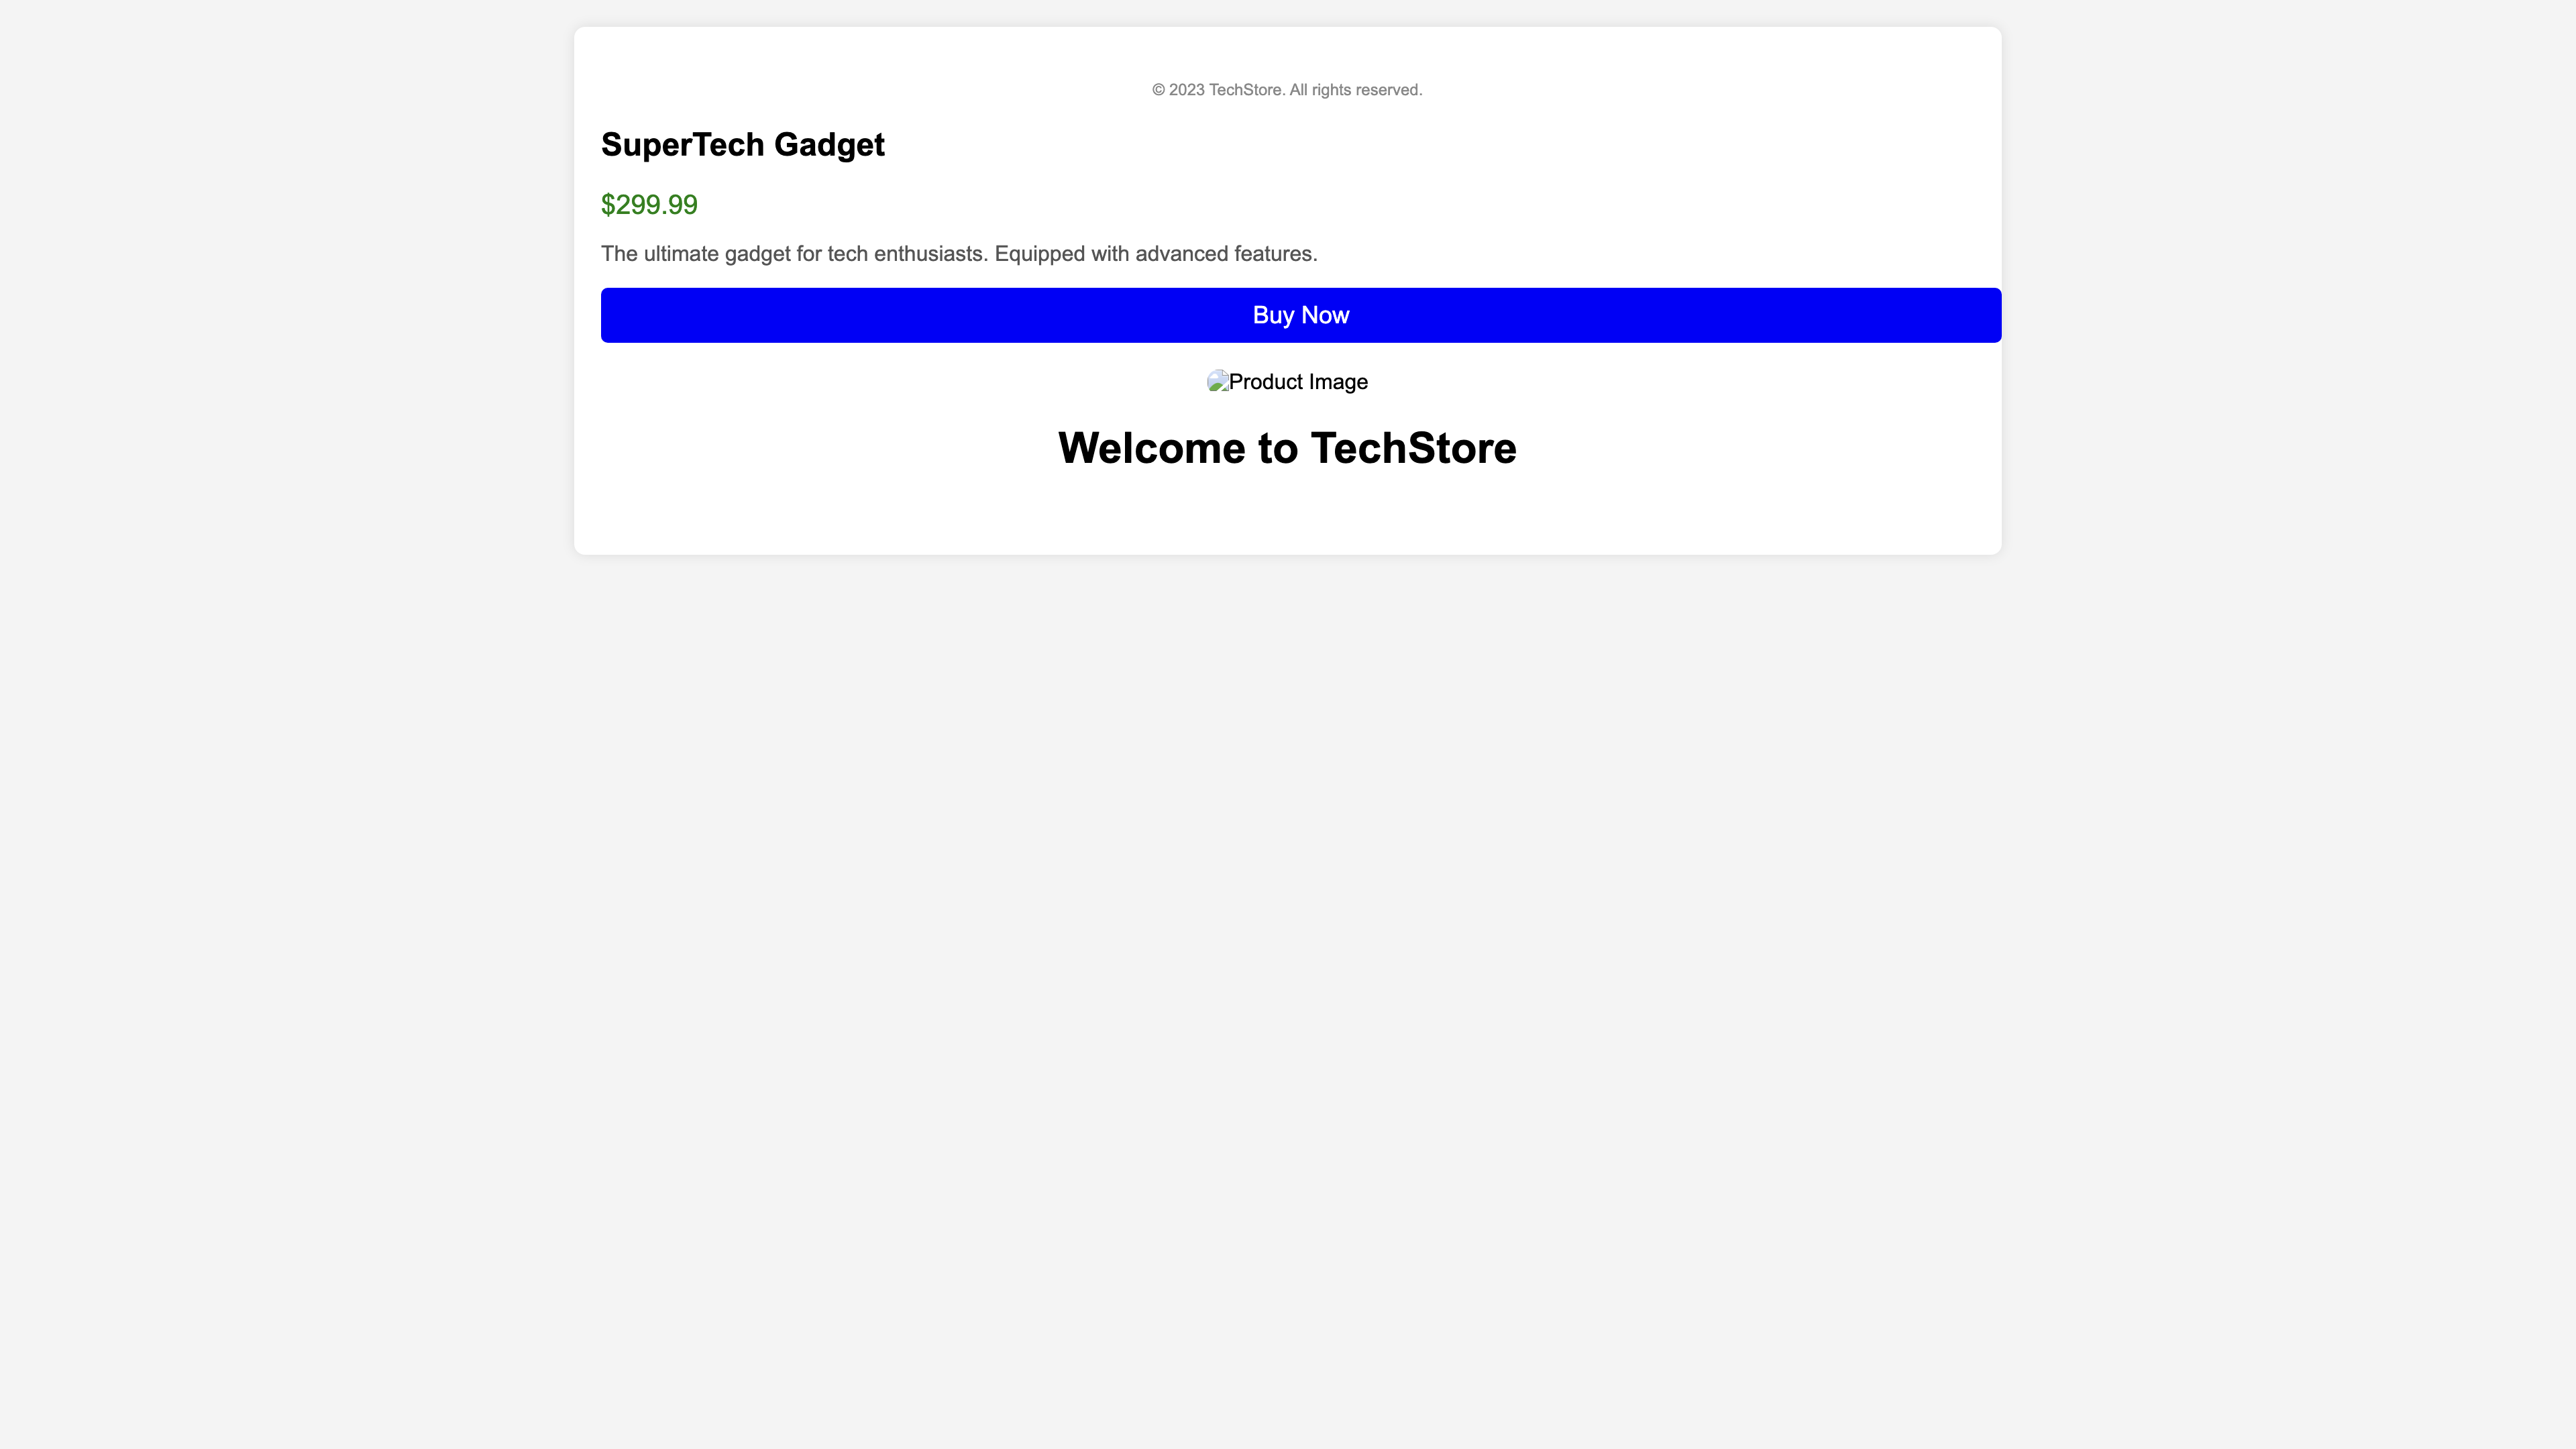 © 2023 TechStore. All rights reserved.
SuperTech Gadget
$299.99
The ultimate gadget for tech enthusiasts. Equipped with advanced features.
Buy Now
Product Image
Welcome to TechStore